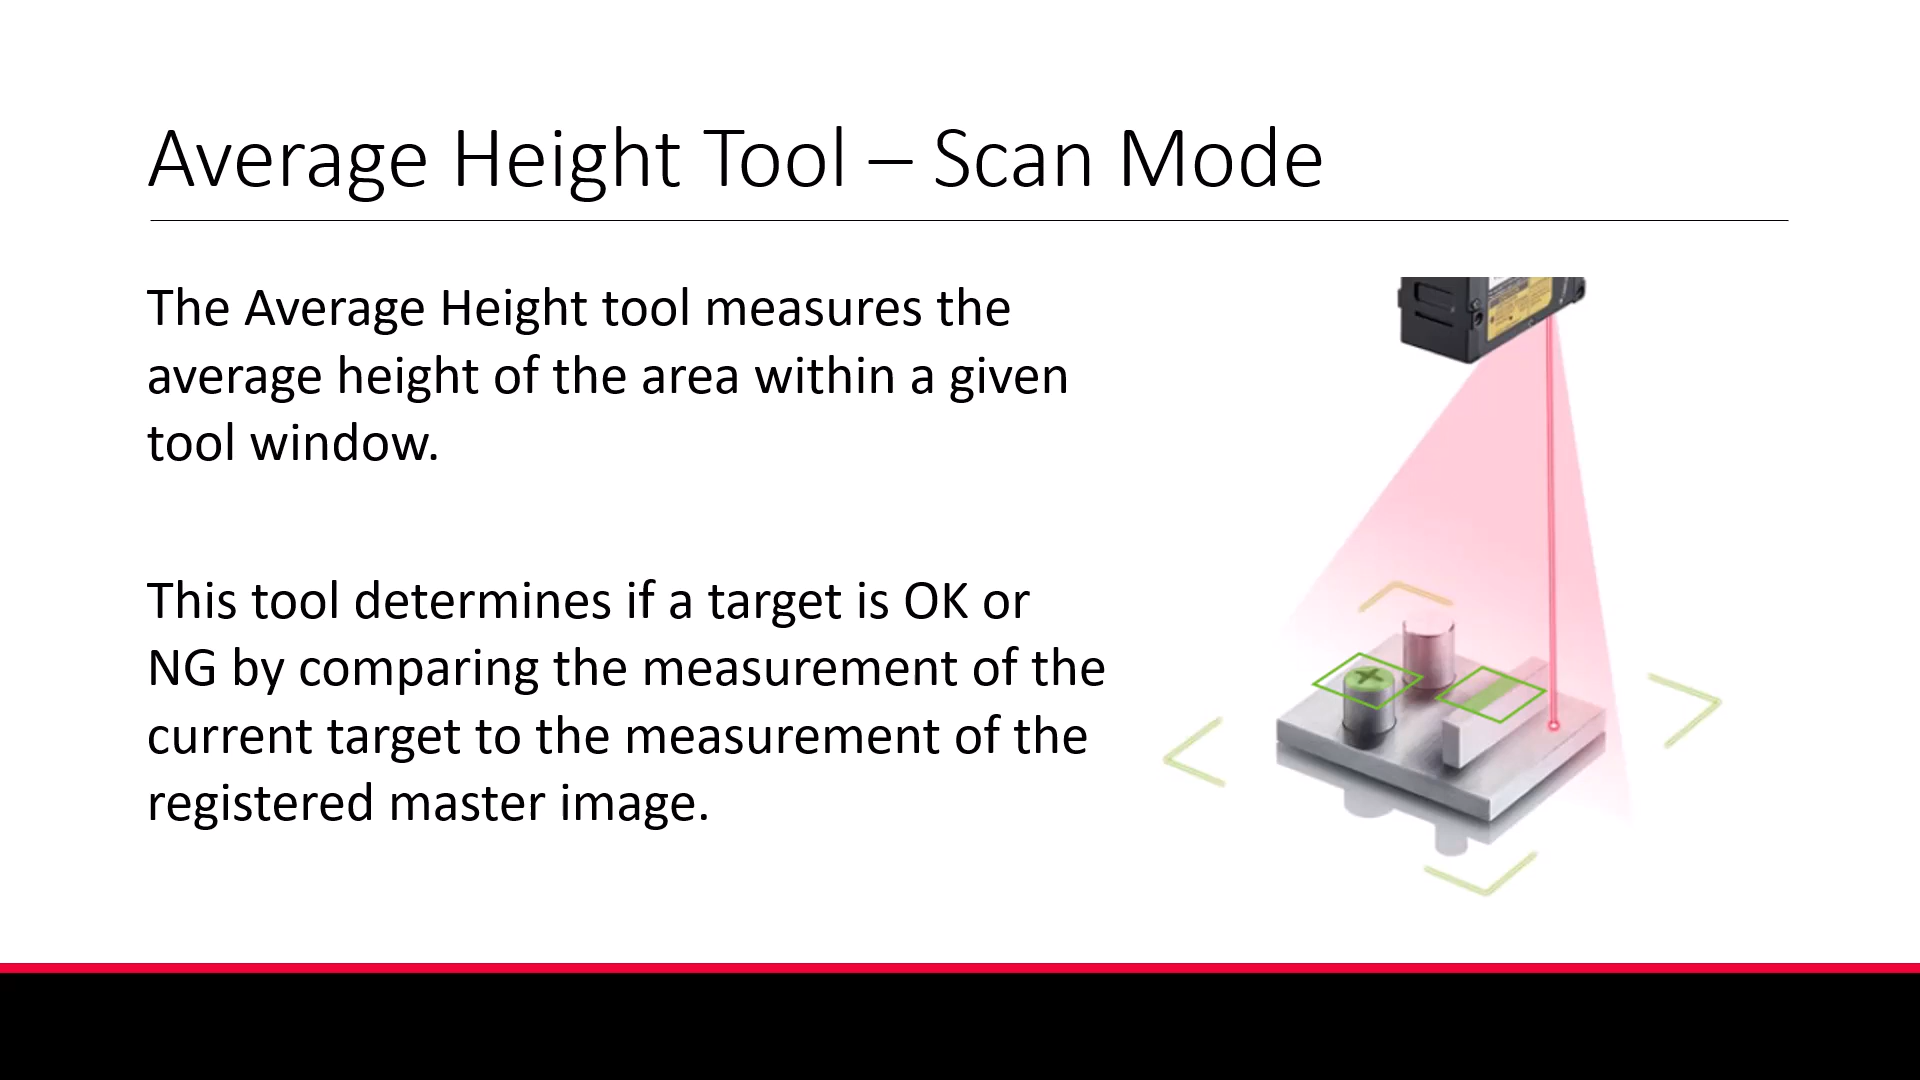 Average Height Tool – Scan Mode
The Average Height tool measures the
average height of the area within a given
tool window.
This tool determines if a target is OK or
NG by comparing the measurement of the
current target to the measurement of the
registered master image.